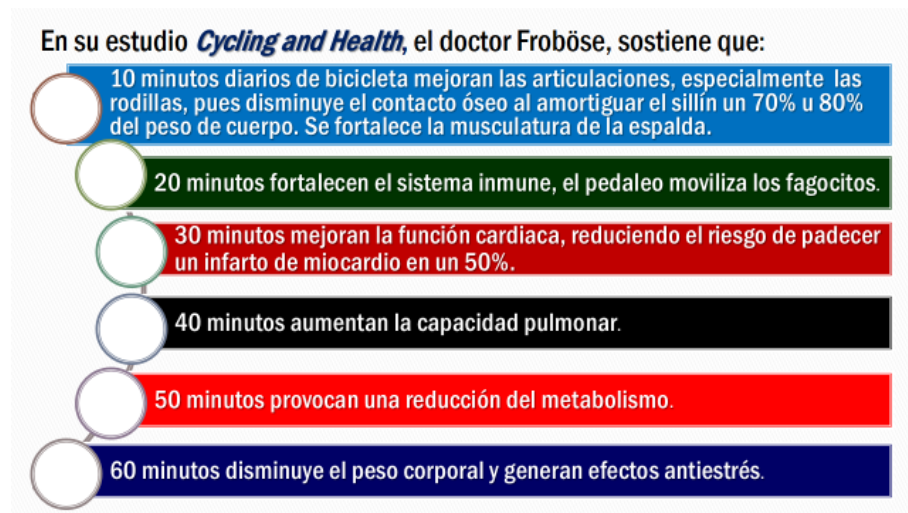 En su estudio Cycling and Health, el doctor Froböse, sostiene que:
10 minutos diarios de bicicleta mejoran las articulaciones, especialmente las
rodillas, pues disminuye el contacto óseo al amortiguar el sillín un 70% u 80%
del peso de cuerpo. Se fortalece la musculatura de la espalda.
20 minutos fortalecen el sistema inmune, el pedaleo moviliza los fagocitos.
30 minutos mejoran la función cardiaca, reduciendo el riesgo de padecer
un infarto de miocardio en un 50%.
40 minutos aumentan la capacidad pulmonar.
50 minutos provocan una reducción del metabolismo.
60 minutos disminuye el peso corporal y generan efectos antiestrés.